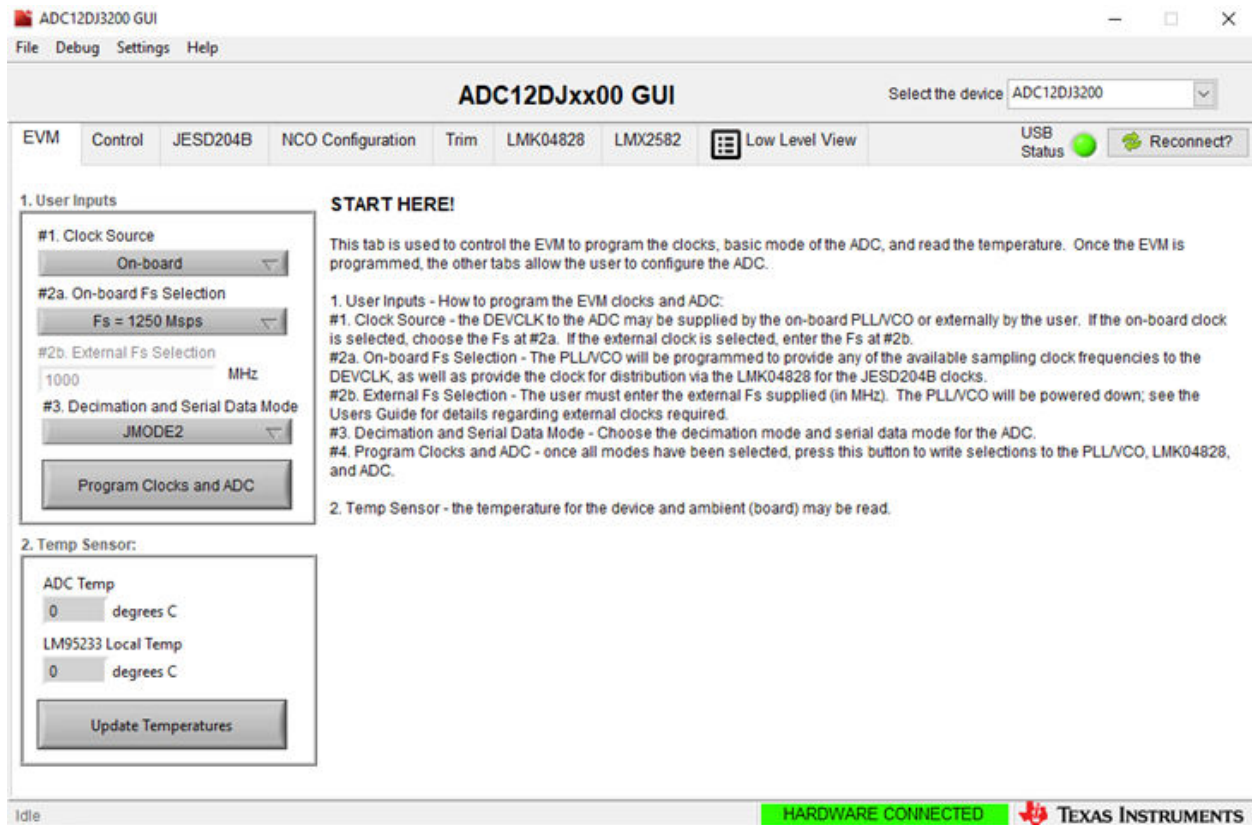 ADC12DJ3200 GUI
File Debug Settings Help
ADC12DJxx00 GUI
Select the device ADC12DJ3200
EVM Control JESD204B NCO Configuration Trim LMK04828 LMX2582 Low Level View
USB Status
Reconnect?
1. User Inputs
#1. Clock Source
On-board
#2a. On-board Fs Selection
Fs = 1250 Msps
#2b. External Fs Selection
1000 MHz
#3. Decimation and Serial Data Mode
JMODE2
Program Clocks and ADC
2. Temp Sensor:
ADC Temp
0 degrees C
LM95233 Local Temp
0 degrees C
Update Temperatures
START HERE!
This tab is used to control the EVM to program the clocks, basic mode of the ADC, and read the temperature. Once the EVM is
programmed, the other tabs allow the user to configure the ADC.
1. User Inputs - How to program the EVM clocks and ADC:
#1. Clock Source - the DEVCLK to the ADC may be supplied by the on-board PLL/VCO or externally by the user. If the on-board clock
is selected, choose the Fs at #2a. If the external clock is selected, enter the Fs at #2b.
#2a. On-board Fs Selection - The PLL/VCO will be programmed to provide any of the available sampling clock frequencies to the
DEVCLK, as well as provide the clock for distribution via the LMK04828 for the JESD204B clocks.
#2b. External Fs Selection - The user must enter the external Fs supplied (in MHz). The PLL/VCO will be powered down; see the
Users Guide for details regarding external clocks required.
#3. Decimation and Serial Data Mode - Choose the decimation mode and serial data mode for the ADC.
#4. Program Clocks and ADC - once all modes have been selected, press this button to write selections to the PLL/VCO, LMK04828,
and ADC.
2. Temp Sensor - the temperature for the device and ambient (board) may be read.
Idle
HARDWARE CONNECTED
TEXAS INSTRUMENTS